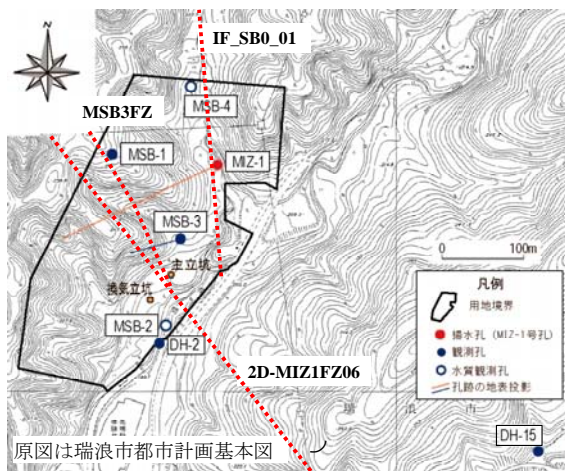 IF_SB0_01
MSB3FZ
MSB-4
MSB-1
MIZ-1
MSB-3
主立坑
換気立坑
MSB-2
DH-2
2D-MIZ1FZ06
DH-15
0 100m
凡例
用地境界
揚水孔（MIZ-1号孔）
観測孔
水質観測孔
孔跡の地表投影
原図は瑞浪市都市計画基本図